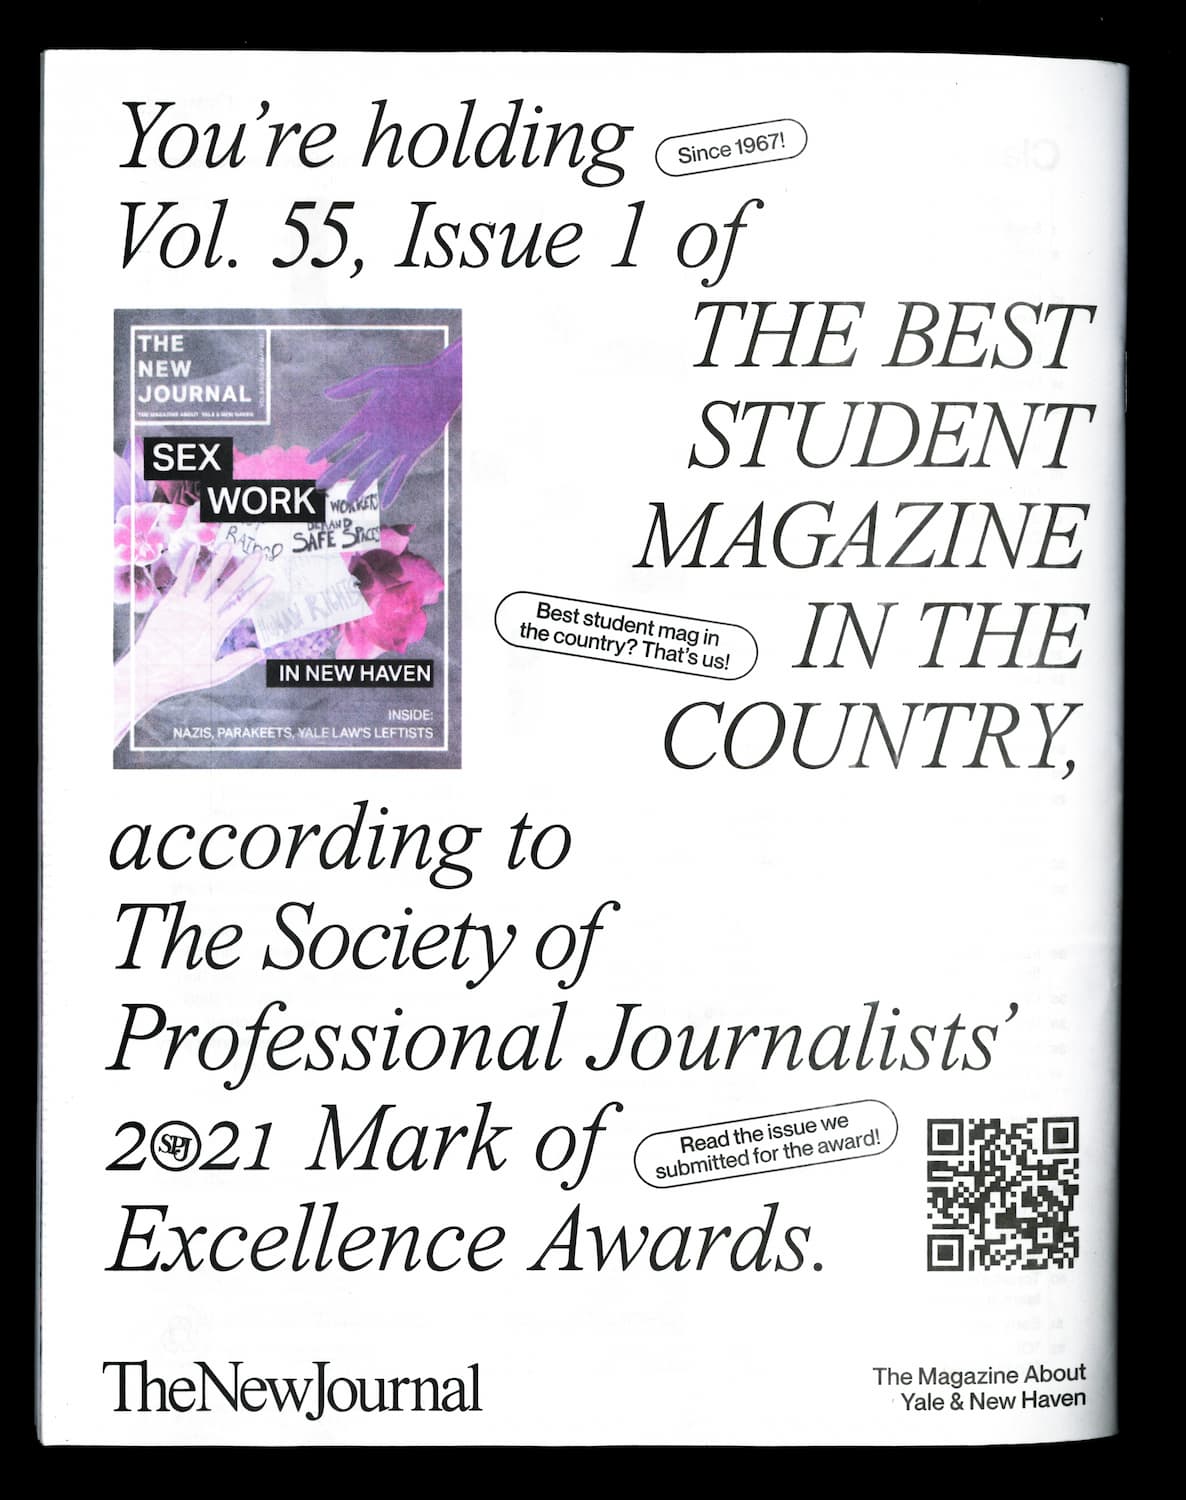 You're holding
Since 1967!
Vol. 55, Issue 1 of
THE BEST
STUDENT
MAGAZINE
IN THE
COUNTRY,
THE
NEW
JOURNAL
THE MAGAZINE ABOUT YALE & NEW HAVEN
SEX
WORK
WORKERS
DEMAND
SAFE SPACES
RAIDED
HUMAN RIGHTS
IN NEW HAVEN
INSIDE:
NAZIS, PARAKEETS, YALE LAW'S LEFTISTS
Best student mag in
the country? That's us!
according to
The Society of
Professional Journalists'
2021 Mark of
SPJ
Read the issue we
submitted for the award!
Excellence Awards.
TheNewJournal
The Magazine About
Yale & New Haven